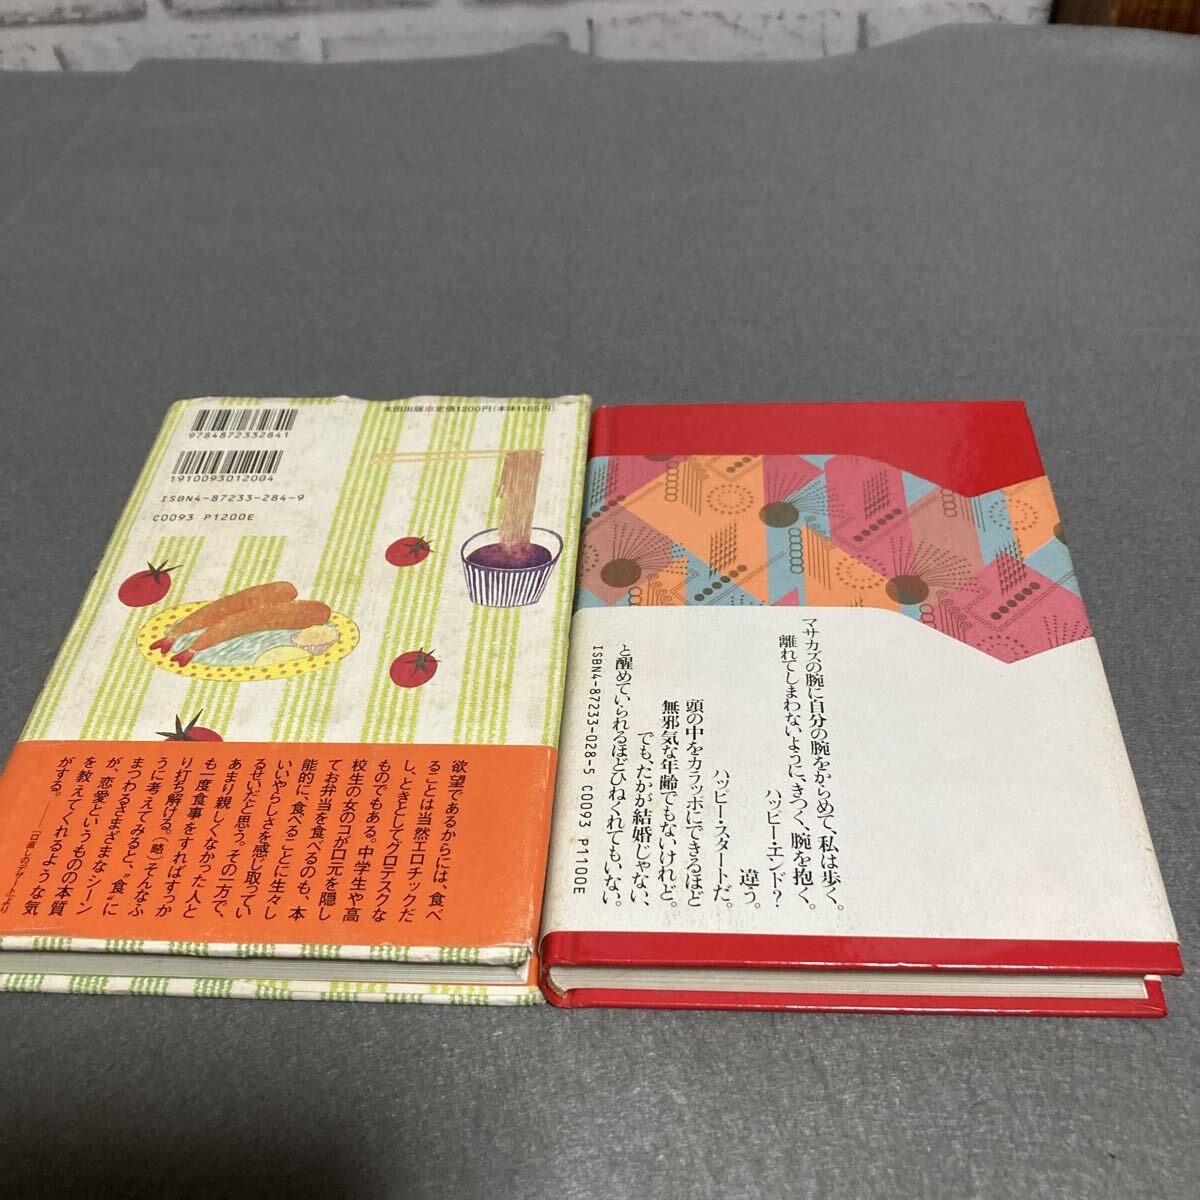 9784872332841
1910093012004
ISBN4-87233-284-9
C0093 P1200E
太田出版 定価1200円(本体1165円)
欲望であるからには、食べ
ることは当然エロチックだ
し、ときとしてグロテスクな
ものでもある。中学生や高
校生の女のコが口元を隠し
てお弁当を食べるのも、本
能的に、食べることに生々し
いいやらしさを感じ取ってい
るせいだと思う。その一方で、
あまり親しくなかった人と
も一度食事をすればすっか
り打ち解ける。(略)そんなふ
うに考えてみると、“食”に
まつわるさまざまなシーン
が、恋愛というものの本質
を教えてくれるような気
がする。
——「口直しのデザート」より
マサカズの腕に自分の腕をからめて、私は歩く。
離れてしまわないように、きつく、腕を抱く。
ハッピー・エンド?
違う。
ハッピー・スタートだ。
頭の中をカラッポにできるほど
無邪気な年齢でもないけれど。
でも、たかが結婚じゃない、
と醒めていられるほどひねくれてもいない。
ISBN4-87233-028-5 C0093 P1100E